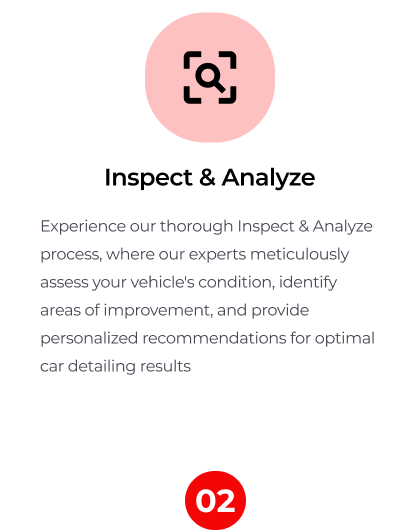 Inspect & Analyze
Experience our thorough Inspect & Analyze
process, where our experts meticulously
assess your vehicle's condition, identify
areas of improvement, and provide
personalized recommendations for optimal
car detailing results
02